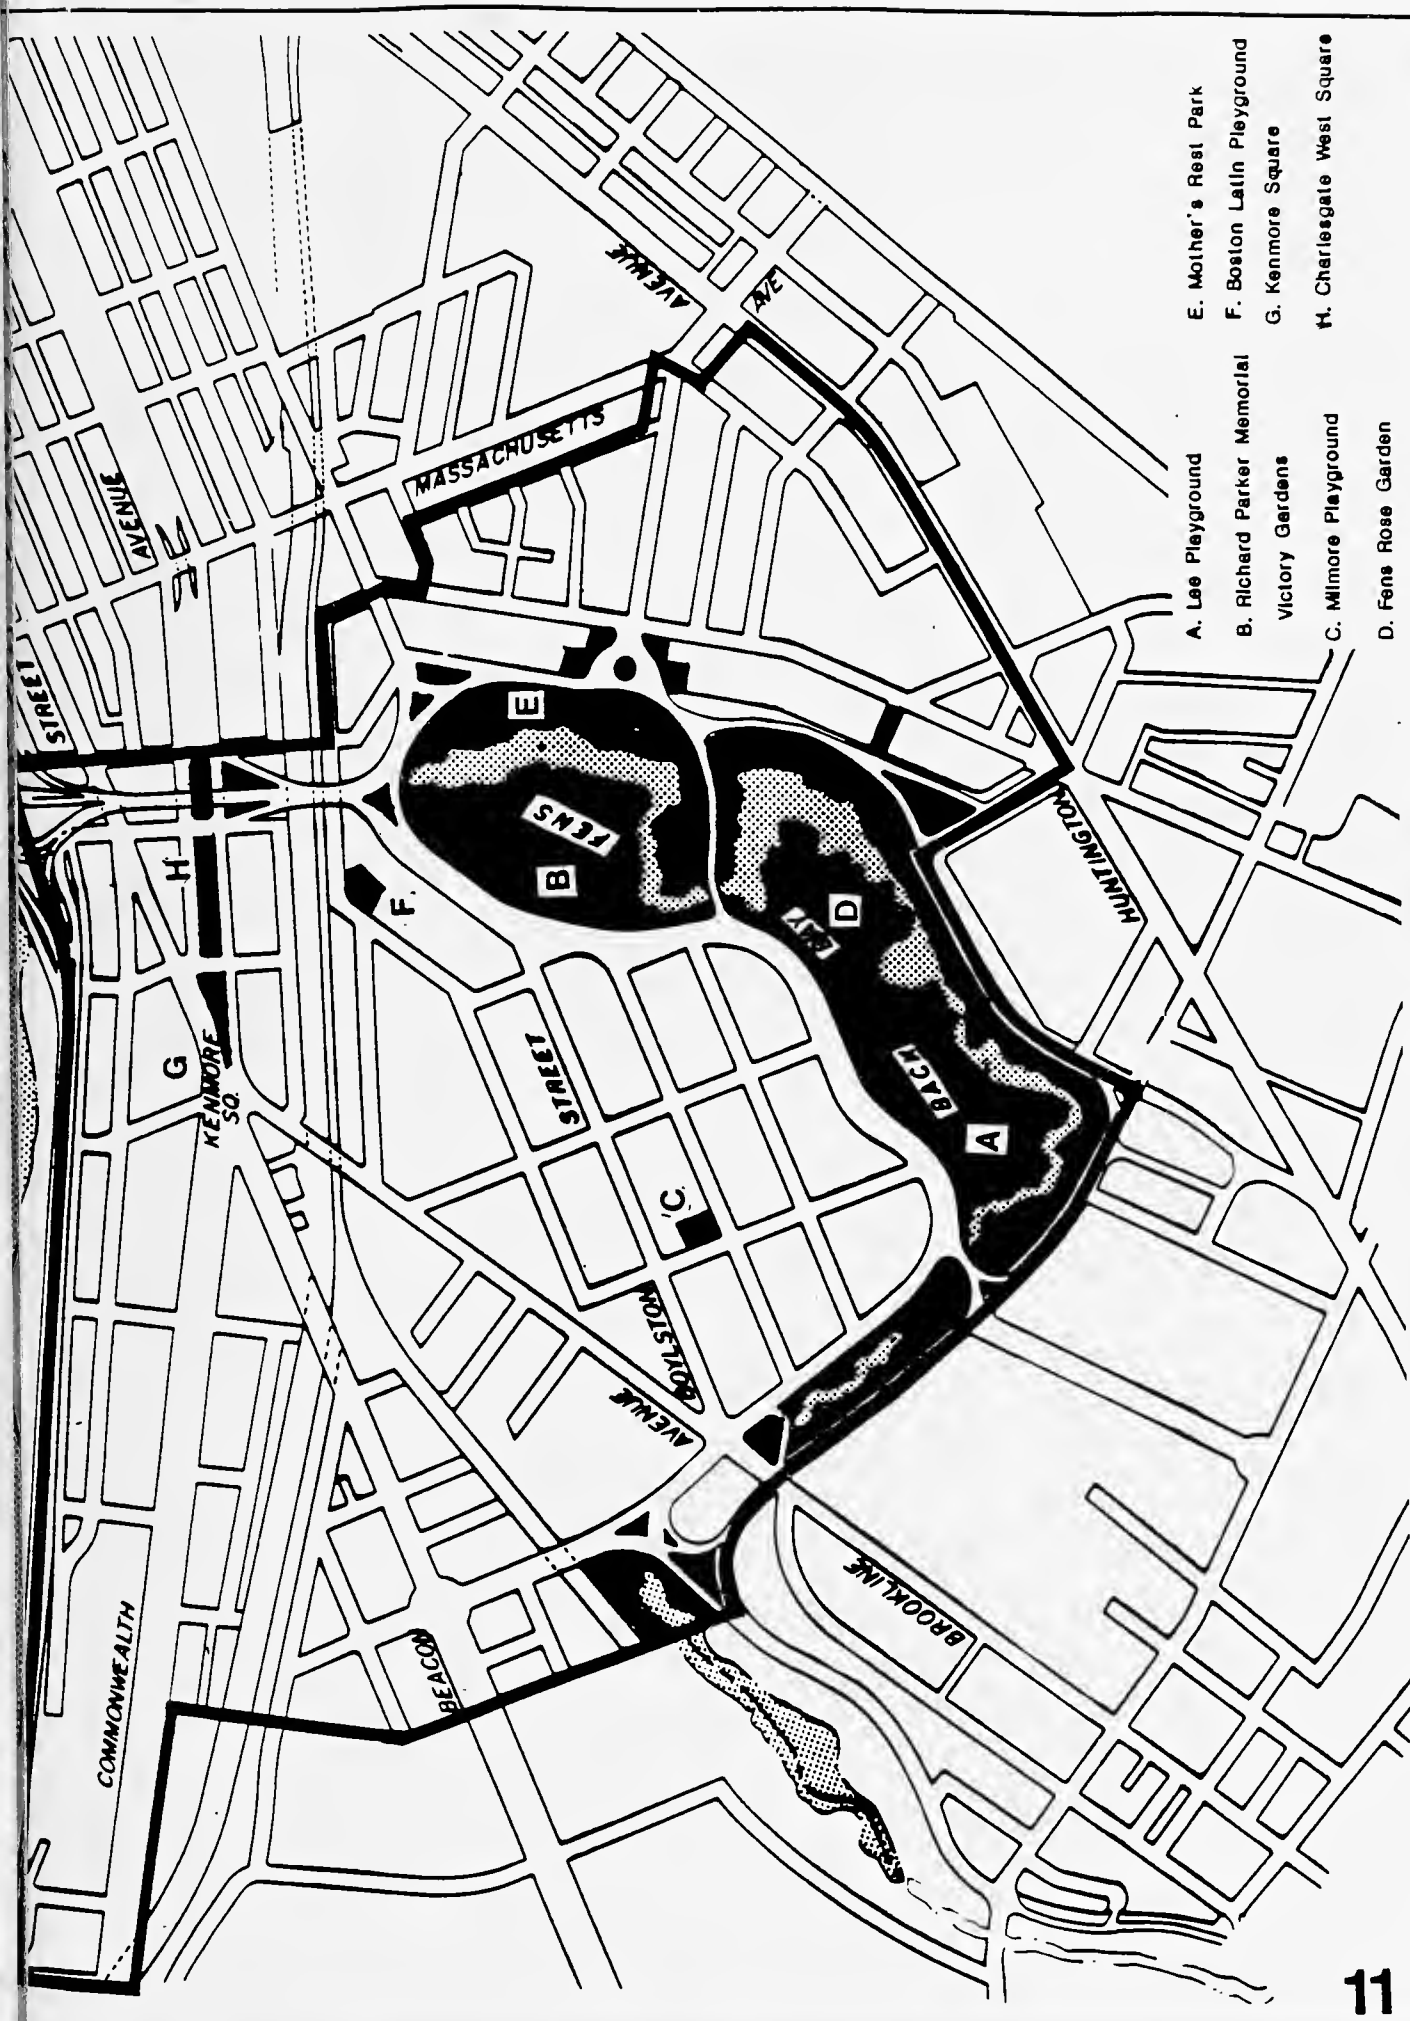 STREET
AVENUE
COMMONWEALTH
KENMORE
SQ.
G
H
F
BEACON
MASSACHUSETTS
AVENUE
AVE
E
FENS
B
STREET
BOYLSTON
AVENUE
C
D
BAY
BACK
A
BROOKLINE
HUNTINGTON
A. Lee Playground
B. Richard Parker Memorial
Victory Gardens
C. Milmore Playground
D. Fens Rose Garden
E. Mother's Rest Park
F. Boston Latin Playground
G. Kenmore Square
H. Charlesgate West Square
11